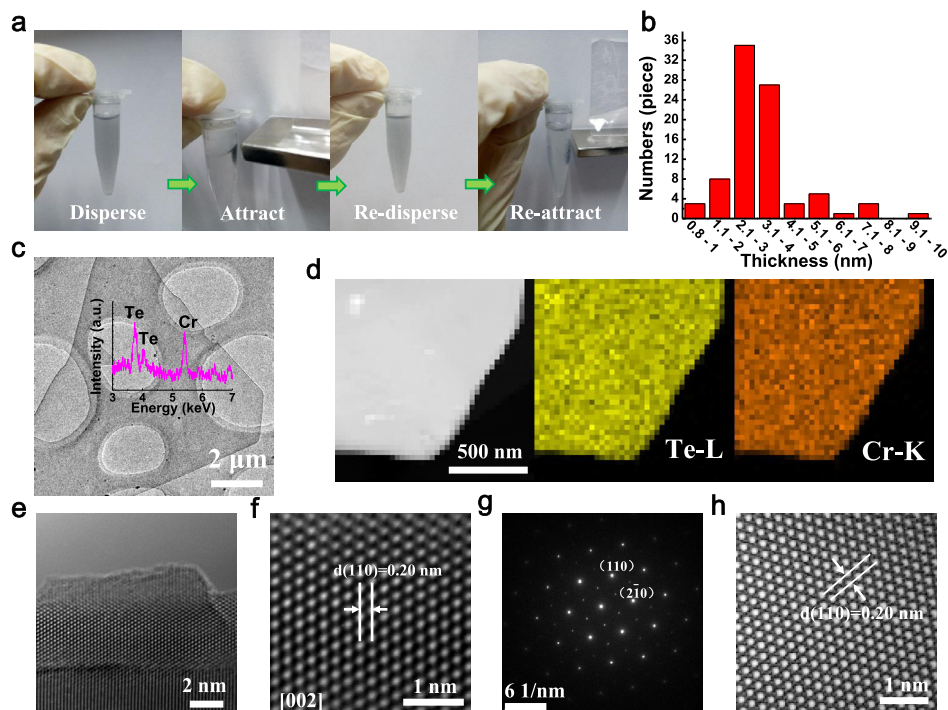 a
Disperse
Attract
Re-disperse
Re-attract
b
Numbers (piece)
36
32
28
24
20
16
12
8
4
0
0.8 - 1
1.1 - 2
2.1 - 3
3.1 - 4
4.1 - 5
5.1 - 6
6.1 - 7
7.1 - 8
8.1 - 9
9.1 - 10
Thickness (nm)
c
Intensity (a.u.)
Te
Te
Cr
3 4 5 6 7
Energy (keV)
2 μm
d
500 nm
Te-L
Cr-K
e
2 nm
f
d(110)=0.20 nm
[002]
1 nm
g
(110)
(21̄0)
6 1/nm
h
d(110)=0.20 nm
1 nm